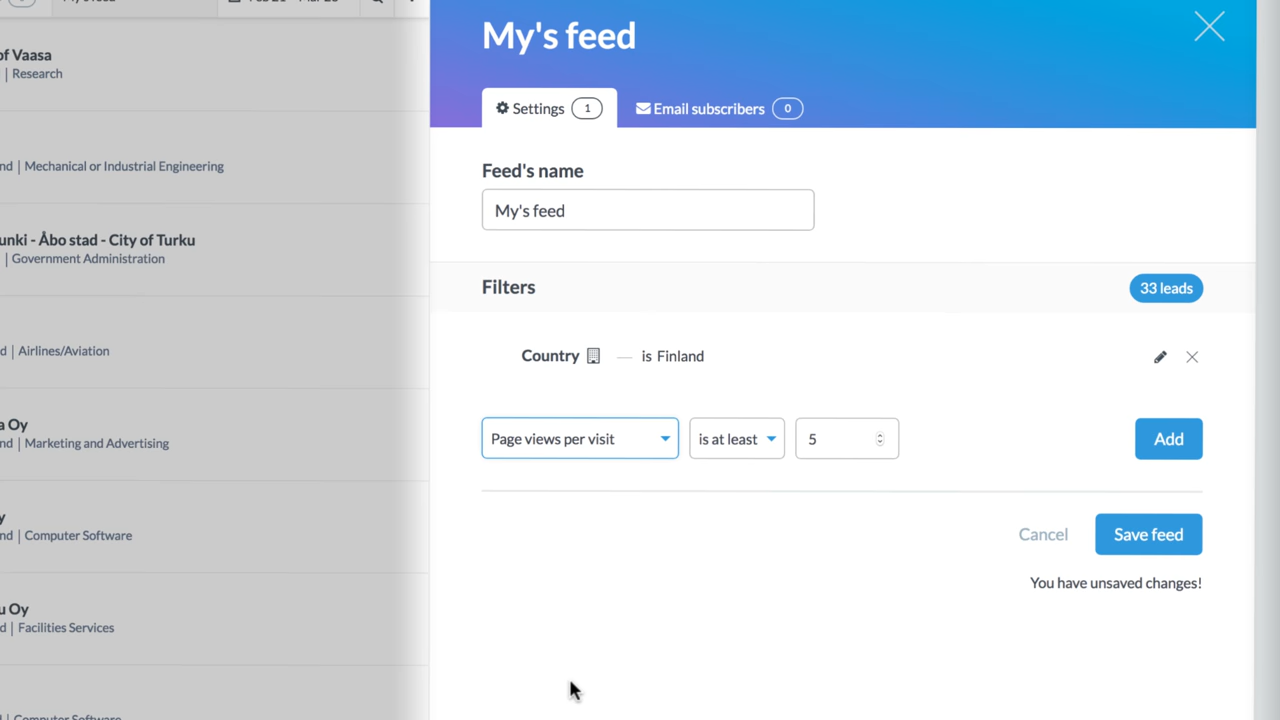 of Vaasa
| Research
nd | Mechanical or Industrial Engineering
unki - Åbo stad - City of Turku
| Government Administration
d | Airlines/Aviation
a Oy
nd | Marketing and Advertising
y
nd | Computer Software
u Oy
d | Facilities Services
| Computer Software
My's feed
Settings 1
Email subscribers 0
Feed's name
My's feed
Filters
33 leads
Country — is Finland
Page views per visit
is at least
5
Add
Cancel
Save feed
You have unsaved changes!